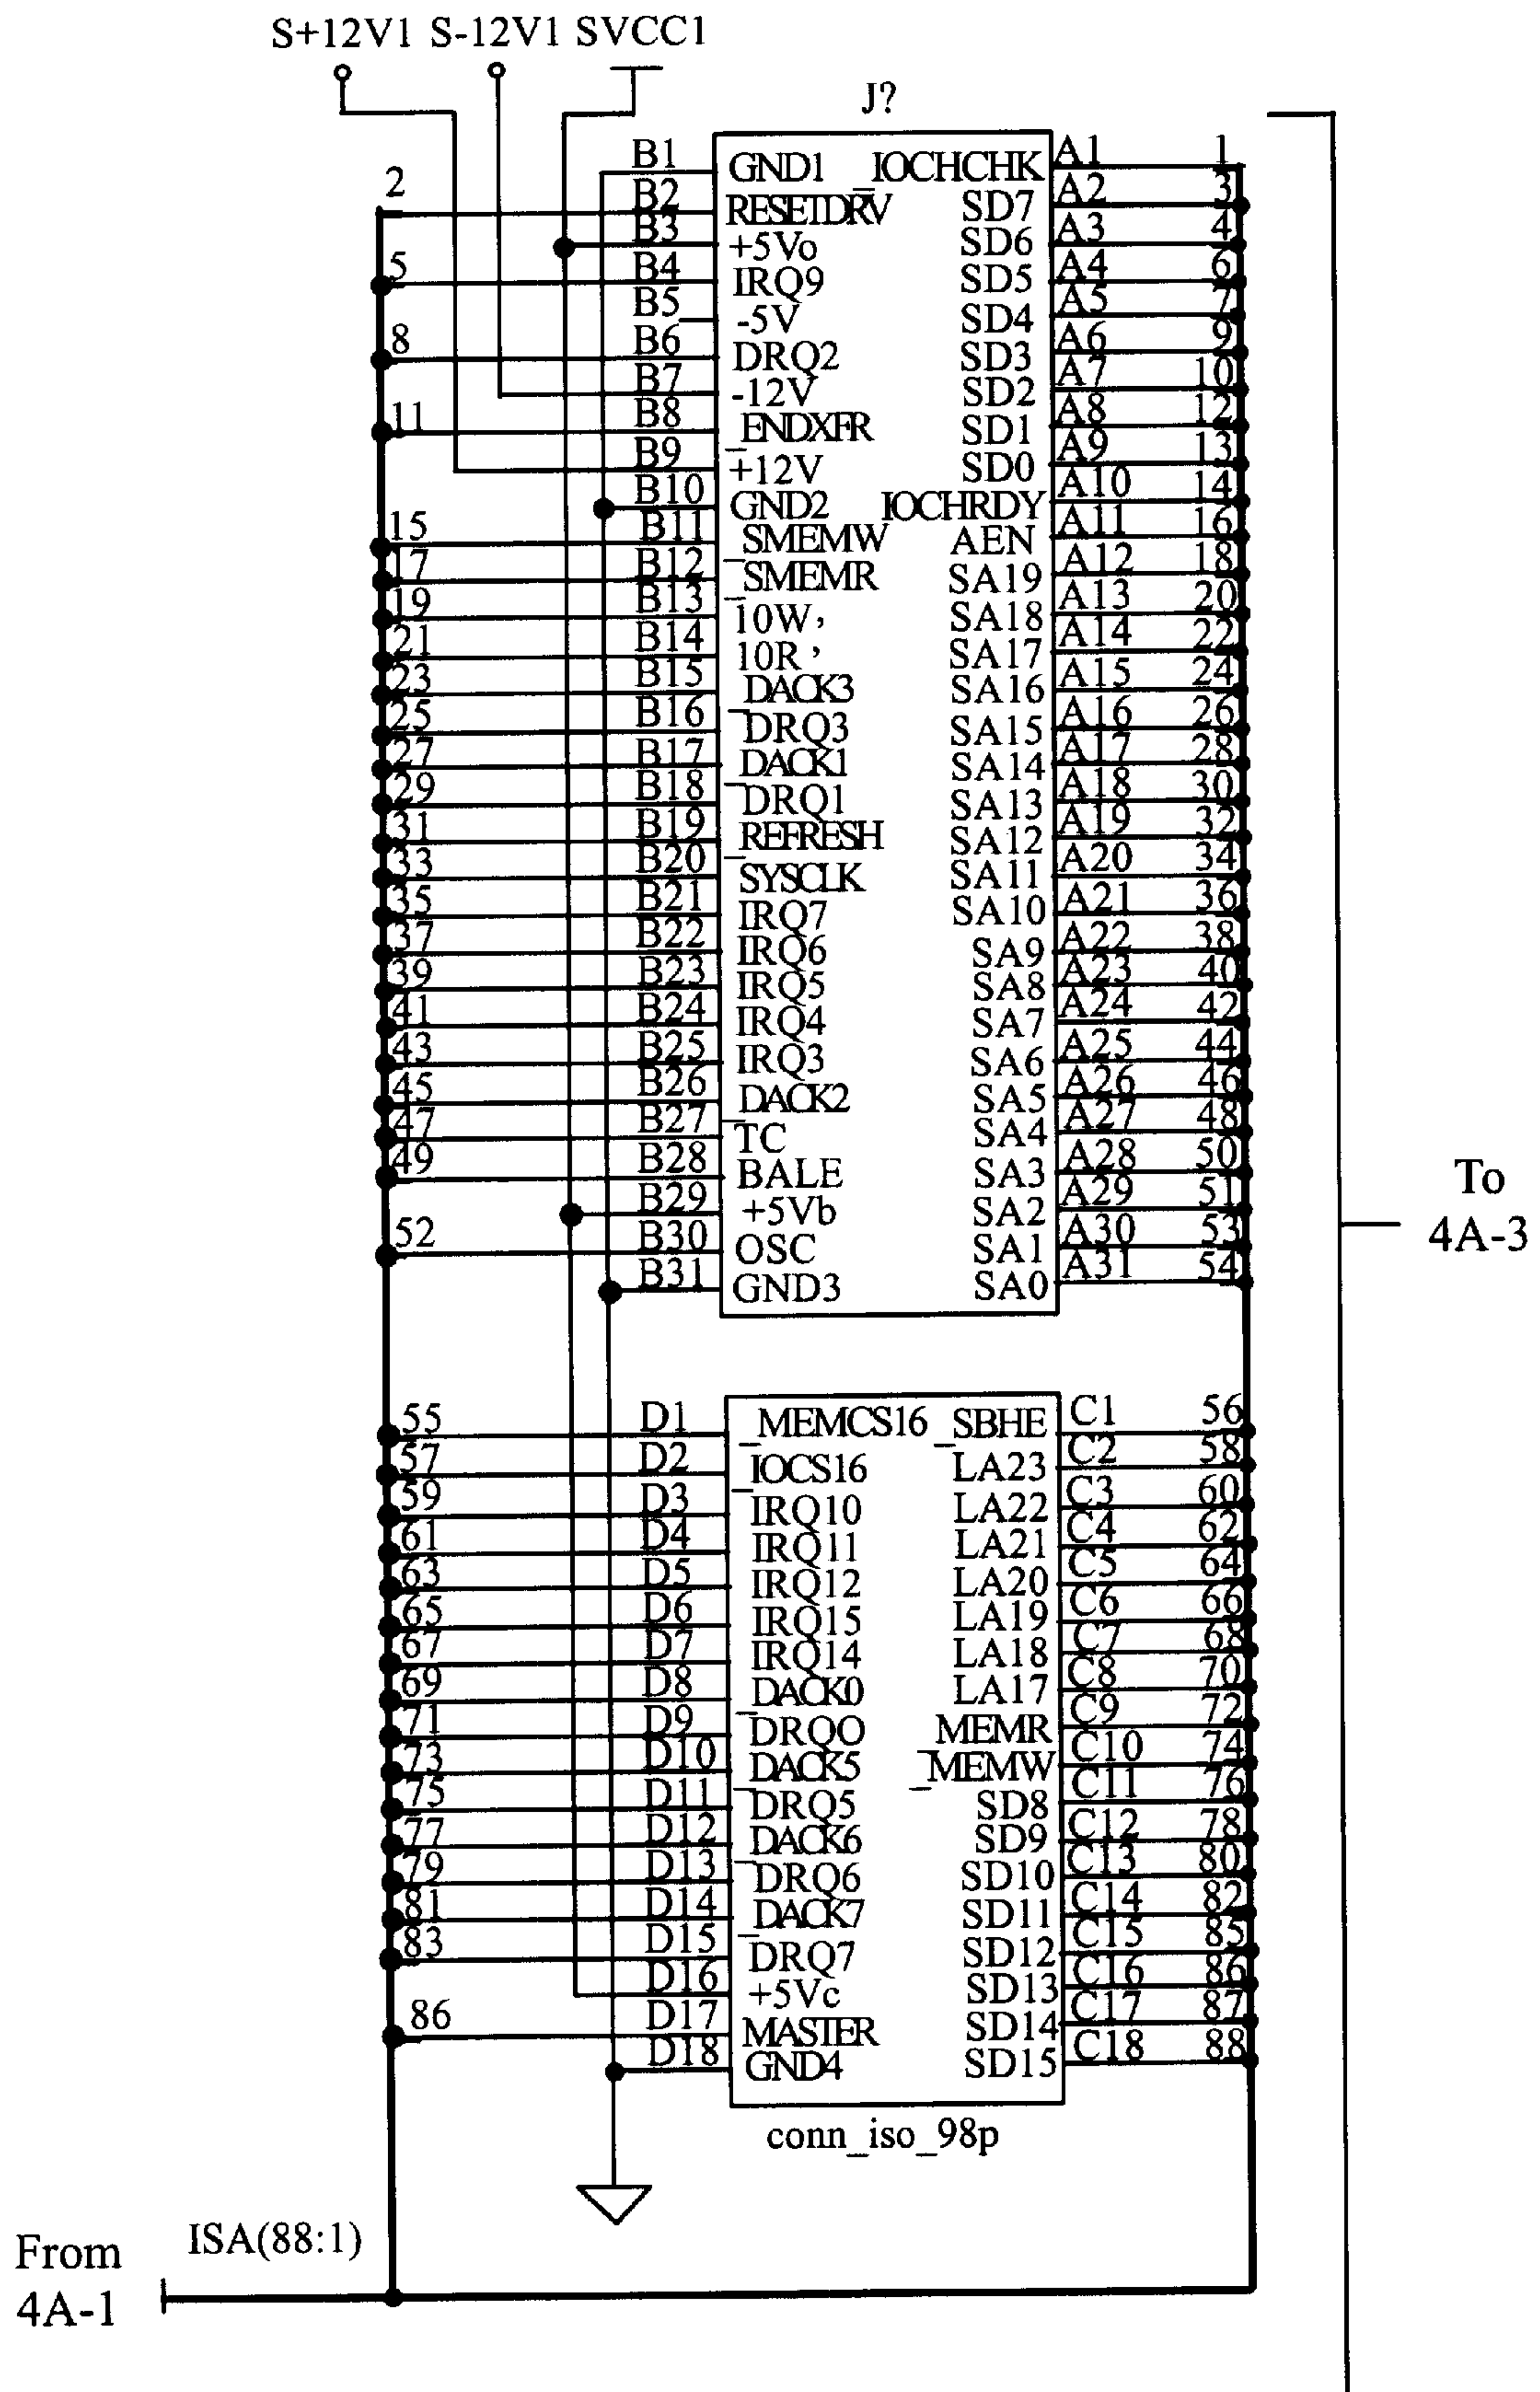 S+12V1 S-12V1 SVCC1
J?
B1 GND1 IOCHCHK A1 1
2 B2 RESETDRV SD7 A2 3
B3 +5Vo SD6 A3 4
5 B4 IRQ9 SD5 A4 6
B5 -5V SD4 A5 7
8 B6 DRQ2 SD3 A6 9
B7 -12V SD2 A7 10
11 B8 ENDXFR SD1 A8 12
B9 +12V SD0 A9 13
B10 GND2 IOCHRDY A10 14
15 B11 SMEMW AEN A11 16
17 B12 SMEMR SA19 A12 18
19 B13 10W, SA18 A13 20
21 B14 10R, SA17 A14 22
23 B15 DACK3 SA16 A15 24
25 B16 DRQ3 SA15 A16 26
27 B17 DACK1 SA14 A17 28
29 B18 DRQ1 SA13 A18 30
31 B19 REFRESH SA12 A19 32
33 B20 SYSCLK SA11 A20 34
35 B21 IRQ7 SA10 A21 36
37 B22 IRQ6 SA9 A22 38
39 B23 IRQ5 SA8 A23 40
41 B24 IRQ4 SA7 A24 42
43 B25 IRQ3 SA6 A25 44
45 B26 DACK2 SA5 A26 46
47 B27 TC SA4 A27 48
49 B28 BALE SA3 A28 50
B29 +5Vb SA2 A29 51
52 B30 OSC SA1 A30 53
B31 GND3 SA0 A31 54
To
4A-3
55 D1 MEMCS16 SBHE C1 56
57 D2 IOCS16 LA23 C2 58
59 D3 IRQ10 LA22 C3 60
61 D4 IRQ11 LA21 C4 62
63 D5 IRQ12 LA20 C5 64
65 D6 IRQ15 LA19 C6 66
67 D7 IRQ14 LA18 C7 68
69 D8 DACK0 LA17 C8 70
71 D9 DRQO MEMR C9 72
73 D10 DACK5 MEMW C10 74
75 D11 DRQ5 SD8 C11 76
77 D12 DACK6 SD9 C12 78
79 D13 DRQ6 SD10 C13 80
81 D14 DACK7 SD11 C14 82
83 D15 DRQ7 SD12 C15 85
D16 +5Vc SD13 C16 86
86 D17 MASTER SD14 C17 87
D18 GND4 SD15 C18 88
conn_iso_98p
ISA(88:1)
From
4A-1